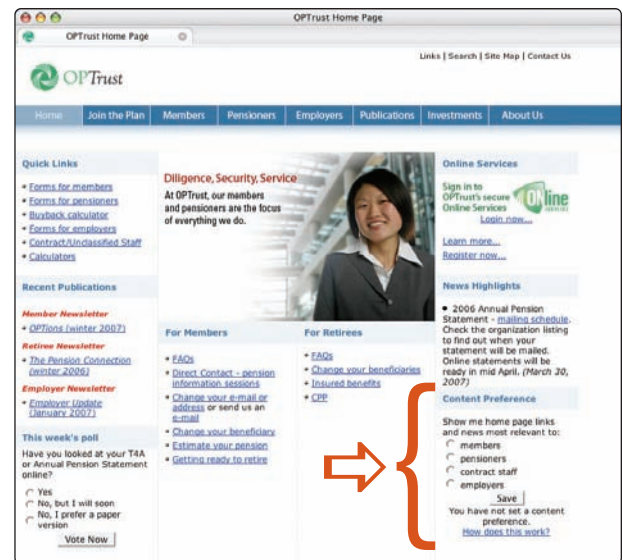 OPTrust Home Page
OPTrust Home Page
Links | Search | Site Map | Contact Us
OPTrust
Home Join the Plan Members Pensioners Employers Publications Investments About Us
Quick Links
Forms for members
Forms for pensioners
Buyback calculator
Forms for employers
Contract/Unclassified Staff
Calculators
Recent Publications
Member Newsletter
OPTions (winter 2007)
Retiree Newsletter
The Pension Connection
(winter 2006)
Employer Newsletter
Employer Update
(January 2007)
This week's poll
Have you looked at your T4A
or Annual Pension Statement
online?
Yes
No, but I will soon
No, I prefer a paper
version
Vote Now
Diligence, Security, Service
At OPTrust, our members
and pensioners are the focus
of everything we do.
For Members
FAQs
Direct Contact - pension
information sessions
Change your e-mail or
address or send us an
e-mail
Change your beneficiary
Estimate your pension
Getting ready to retire
For Retirees
FAQs
Change your beneficiaries
Insured benefits
CPP
Online Services
Sign in to
OPTrust's secure
Online Services
ONline
Login now...
Learn more...
Register now...
News Highlights
• 2006 Annual Pension
Statement - mailing schedule.
Check the organization listing
to find out when your
statement will be mailed.
Online statements will be
ready in mid April. (March 30,
2007)
Content Preference
Show me home page links
and news most relevant to:
members
pensioners
contract staff
employers
Save
You have not set a content
preference.
How does this work?